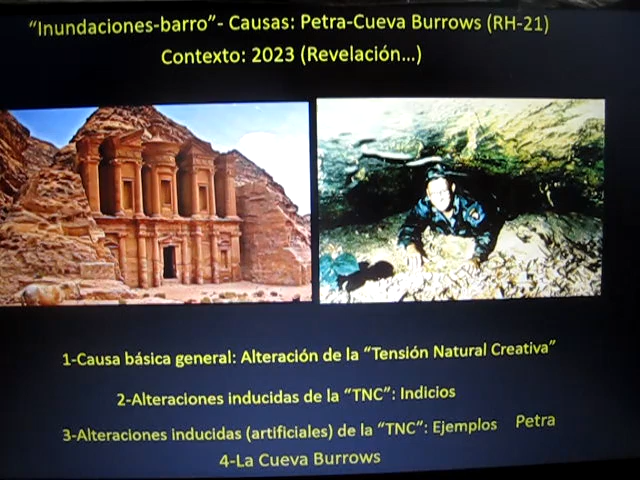 “Inundaciones-barro”- Causas: Petra-Cueva Burrows (RH-21)
Contexto: 2023 (Revelación...)
1-Causa básica general: Alteración de la “Tensión Natural Creativa”
2-Alteraciones inducidas de la “TNC”: Indicios
3-Alteraciones inducidas (artificiales) de la “TNC”: Ejemplos Petra
4-La Cueva Burrows